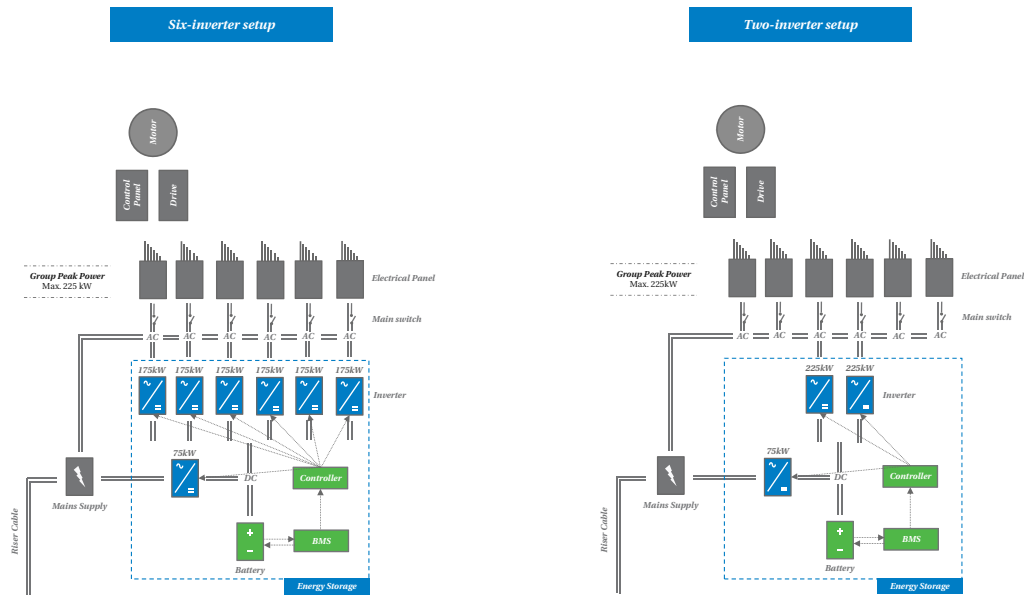 Six-inverter setup
Motor
Control
Panel
Drive
Group Peak Power
Max. 225 kW
Electrical Panel
Main switch
AC AC AC AC AC AC
175kW 175kW 175kW 175kW 175kW 175kW
Inverter
75kW
DC
Controller
Mains Supply
Riser Cable
BMS
Battery
Energy Storage
Two-inverter setup
Motor
Control
Panel
Drive
Group Peak Power
Max. 225kW
Electrical Panel
Main switch
AC AC AC AC AC AC
225kW 225kW
Inverter
75kW
DC
Controller
Mains Supply
Riser Cable
BMS
Battery
Energy Storage